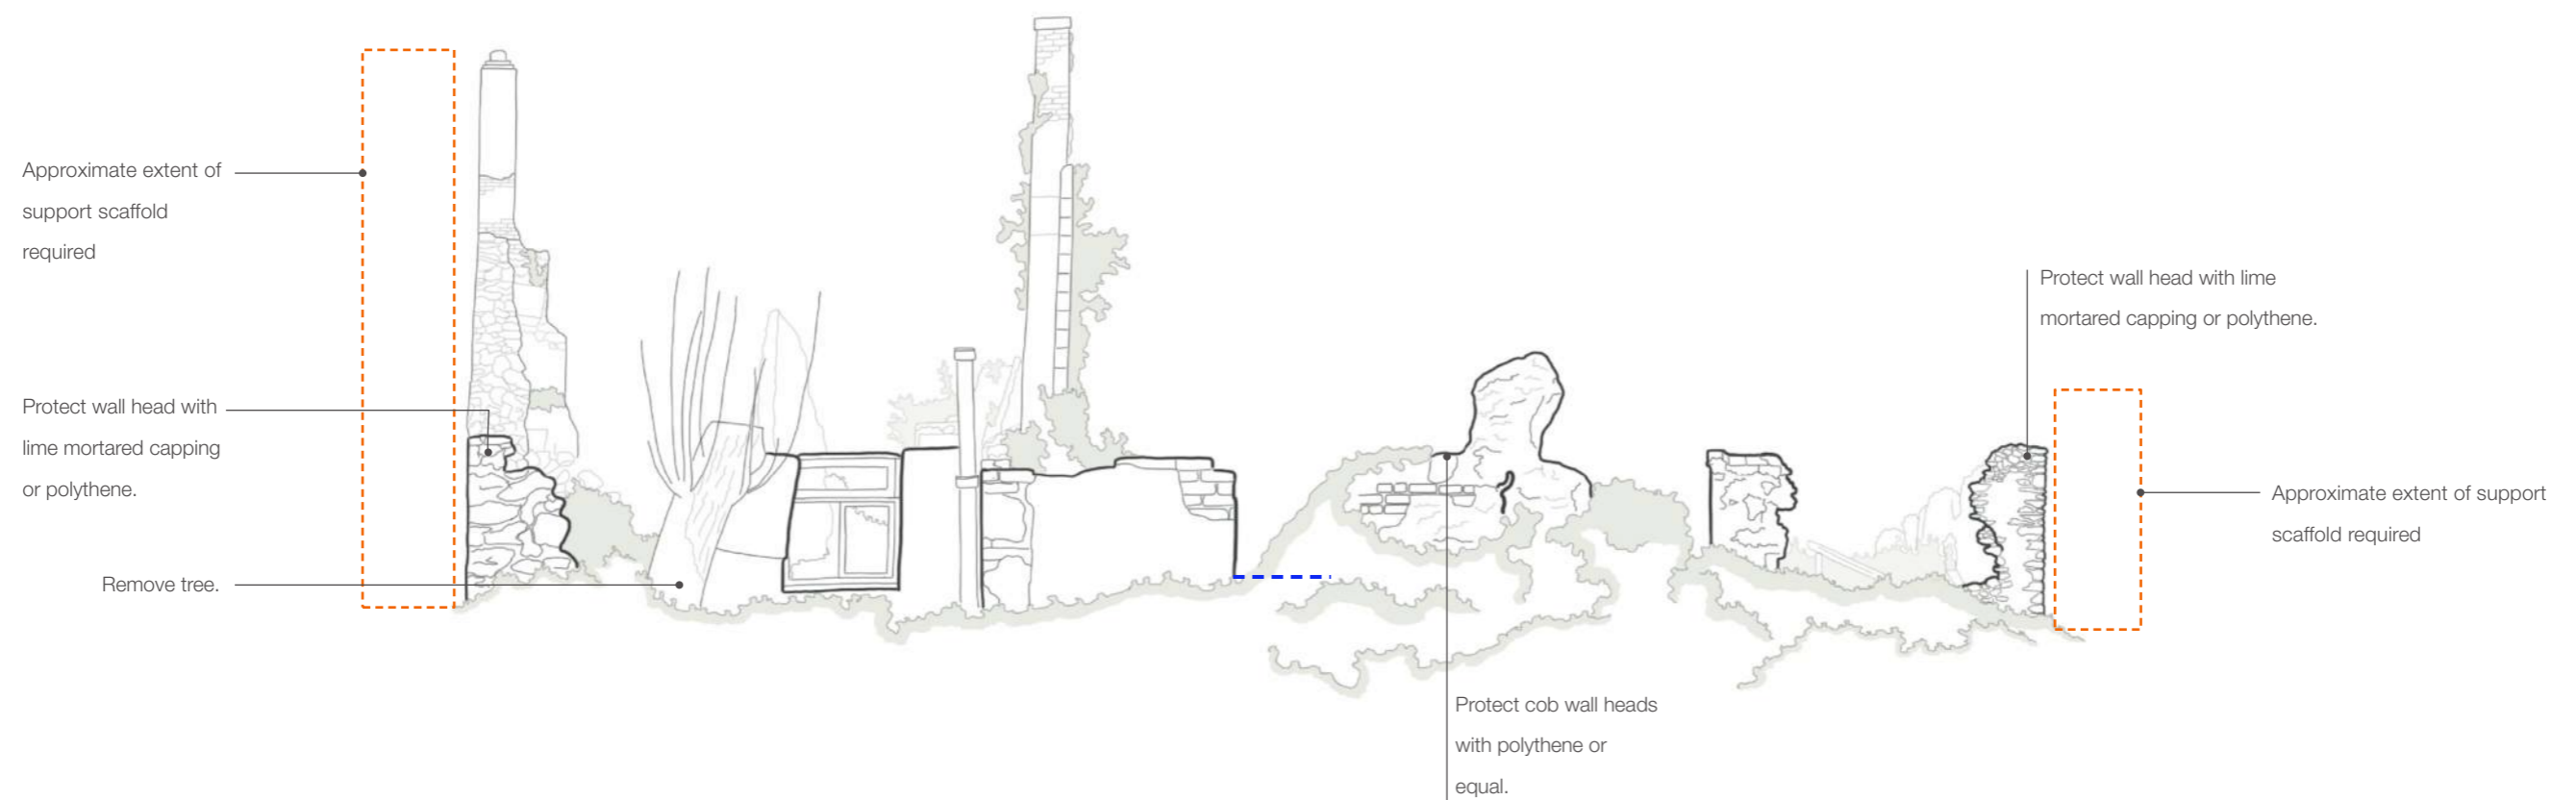 Approximate extent of
support scaffold
required
Protect wall head with
lime mortared capping
or polythene.
Remove tree.
Protect cob wall heads
with polythene or
equal.
Protect wall head with lime
mortared capping or polythene.
Approximate extent of support
scaffold required